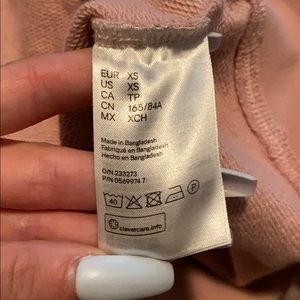 EUR XS
US XS
CA TP
CN 165/84A
MX XCH
Made in Bangladesh
Fabriqué en Bangladesh
Hecho en Bangladesh
O/N 233273
P/N 0569974 7
40 P
clevercare.info